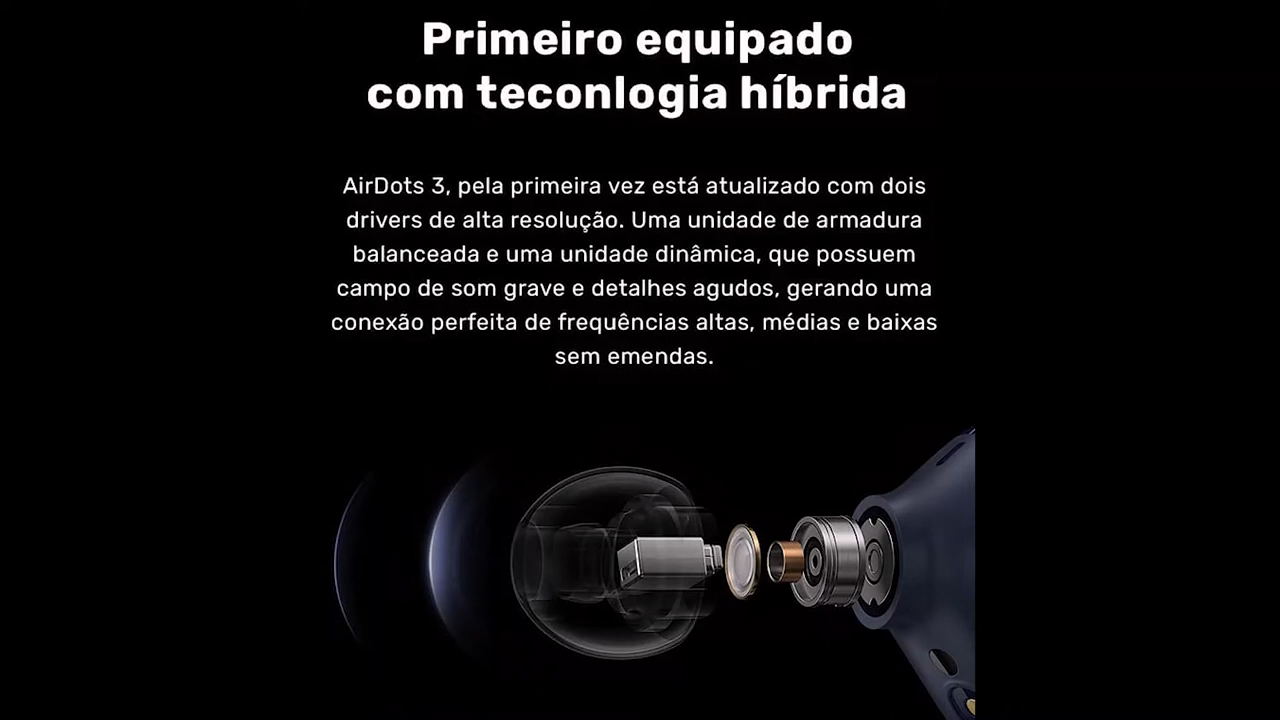 Primeiro equipado
com teconlogia híbrida
AirDots 3, pela primeira vez está atualizado com dois
drivers de alta resolução. Uma unidade de armadura
balanceada e uma unidade dinâmica, que possuem
campo de som grave e detalhes agudos, gerando uma
conexão perfeita de frequências altas, médias e baixas
sem emendas.